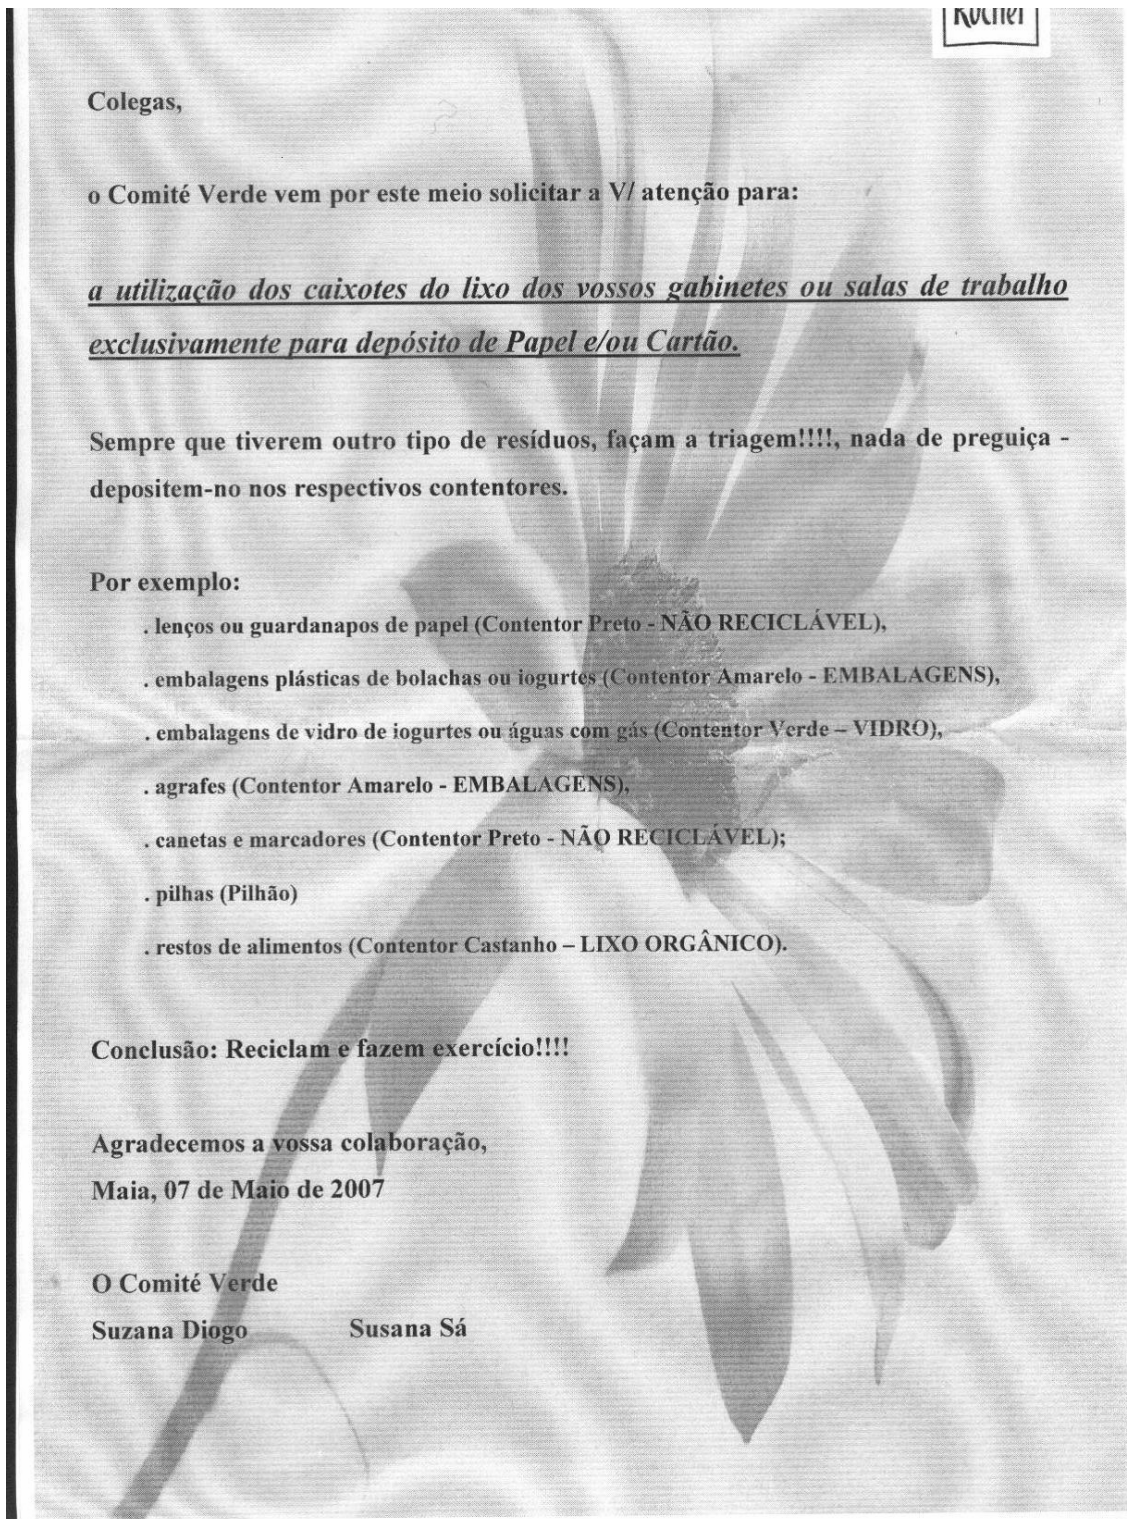 Rocher
Colegas,
o Comité Verde vem por este meio solicitar a V/ atenção para:
a utilização dos caixotes do lixo dos vossos gabinetes ou salas de trabalho
exclusivamente para depósito de Papel e/ou Cartão.
Sempre que tiverem outro tipo de resíduos, façam a triagem!!!!, nada de preguiça -
depositem-no nos respectivos contentores.
Por exemplo:
. lenços ou guardanapos de papel (Contentor Preto - NÃO RECICLÁVEL),
. embalagens plásticas de bolachas ou iogurtes (Contentor Amarelo - EMBALAGENS),
. embalagens de vidro de iogurtes ou águas com gás (Contentor Verde – VIDRO),
. agrafes (Contentor Amarelo - EMBALAGENS),
. canetas e marcadores (Contentor Preto - NÃO RECICLÁVEL);
. pilhas (Pilhão)
. restos de alimentos (Contentor Castanho – LIXO ORGÂNICO).
Conclusão: Reciclam e fazem exercício!!!!
Agradecemos a vossa colaboração,
Maia, 07 de Maio de 2007
O Comité Verde
Suzana Diogo Susana Sá